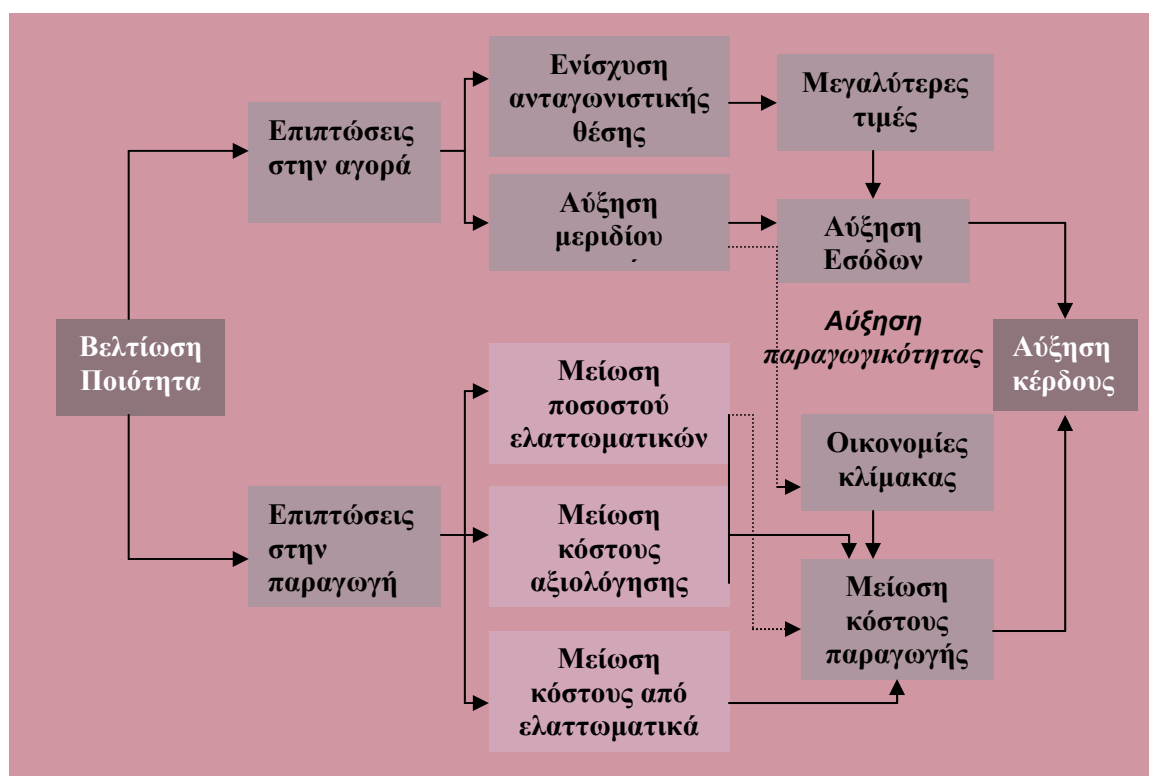 Ενίσχυση
ανταγωνιστικής
θέσης
Μεγαλύτερες
τιμές
Επιπτώσεις
στην αγορά
Αύξηση
μεριδίου
Αύξηση
Εσόδων
Αύξηση
παραγωγικότητας
Βελτίωση
Ποιότητα
Αύξηση
κέρδους
Μείωση
ποσοστού
ελαττωματικών
Οικονομίες
κλίμακας
Επιπτώσεις
στην
παραγωγή
Μείωση
κόστους
αξιολόγησης
Μείωση
κόστους
παραγωγής
Μείωση
κόστους από
ελαττωματικά